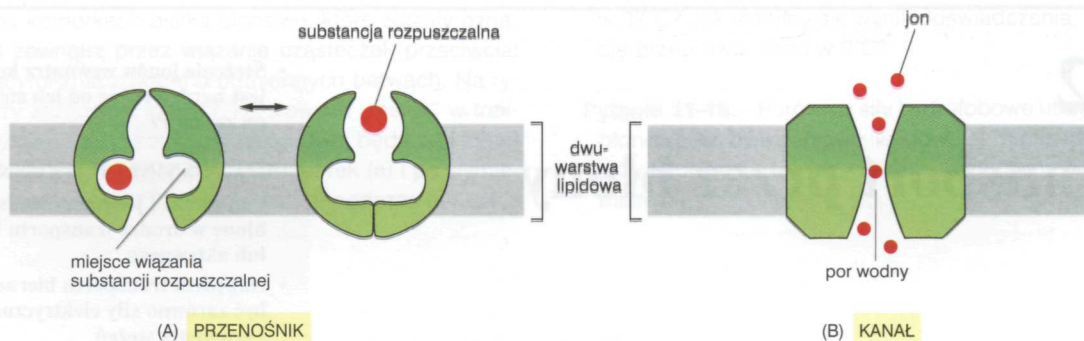 substancja rozpuszczalna
jon
dwu-
warstwa
lipidowa
miejsce wiązania
substancji rozpuszczalnej
por wodny
(A) PRZENOŚNIK
(B) KANAŁ